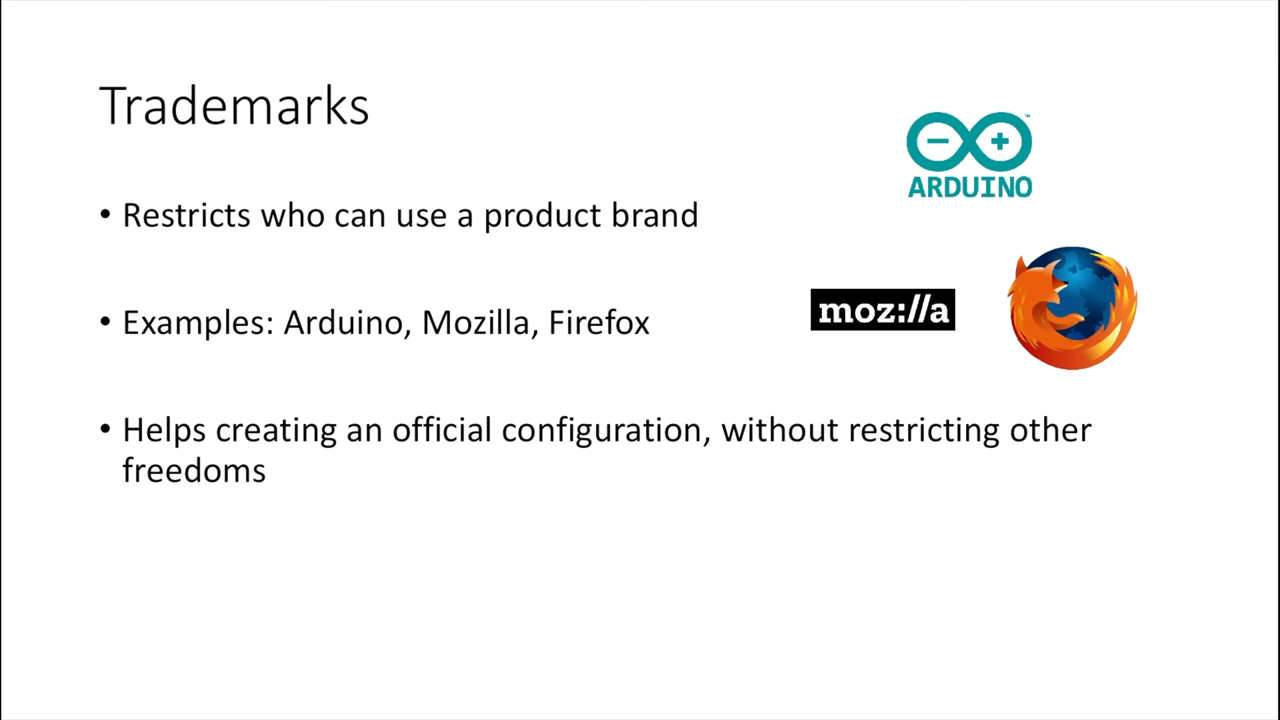 Trademarks
ARDUINO
™
• Restricts who can use a product brand
moz://a
• Examples: Arduino, Mozilla, Firefox
• Helps creating an official configuration, without restricting other
freedoms